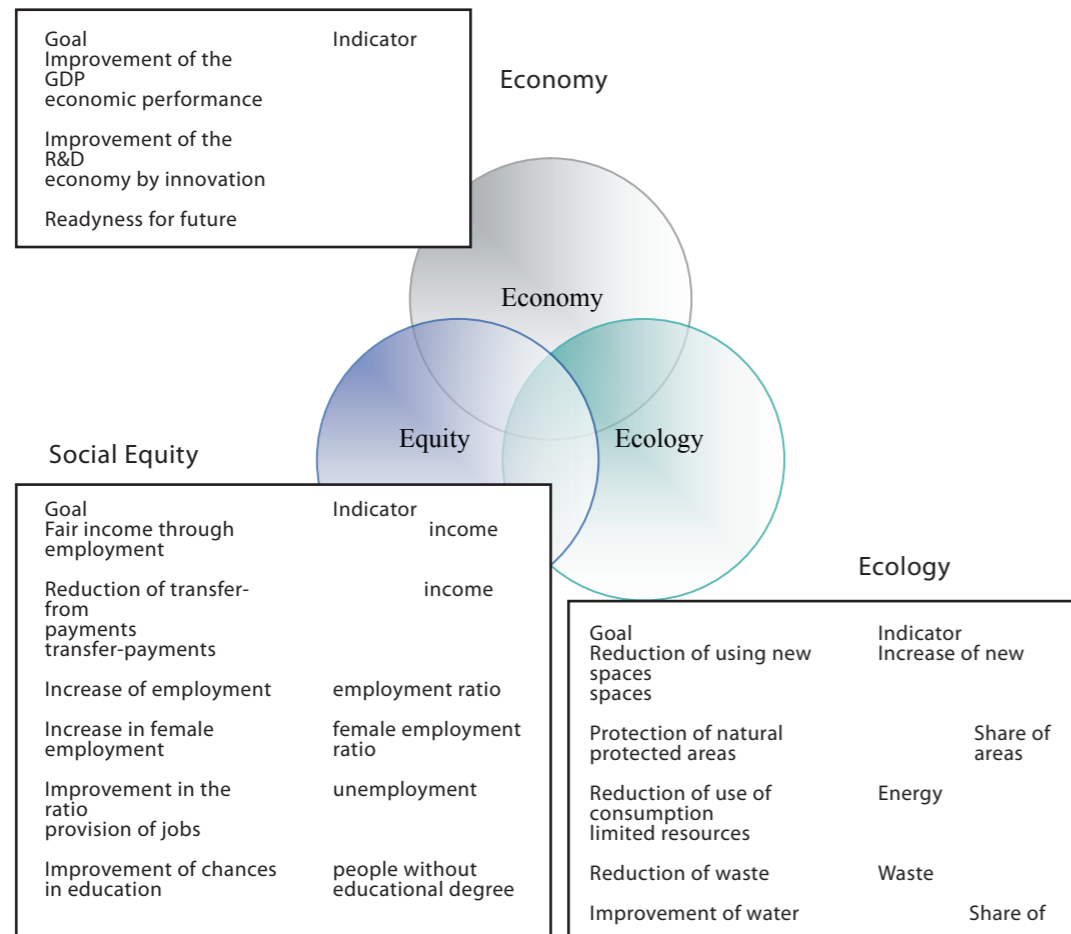 Goal Indicator
Improvement of the
GDP
economic performance
Improvement of the
R&D
economy by innovation
Readyness for future
Economy
Economy
Equity
Ecology
Social Equity
Goal Indicator
Fair income through income
employment
Reduction of transfer- income
from
payments
transfer-payments
Increase of employment employment ratio
Increase in female female employment
employment ratio
Improvement in the unemployment
ratio
provision of jobs
Improvement of chances people without
in education educational degree
Ecology
Goal Indicator
Reduction of using new Increase of new
spaces
spaces
Protection of natural Share of
protected areas areas
Reduction of use of Energy
consumption
limited resources
Reduction of waste Waste
Improvement of water Share of